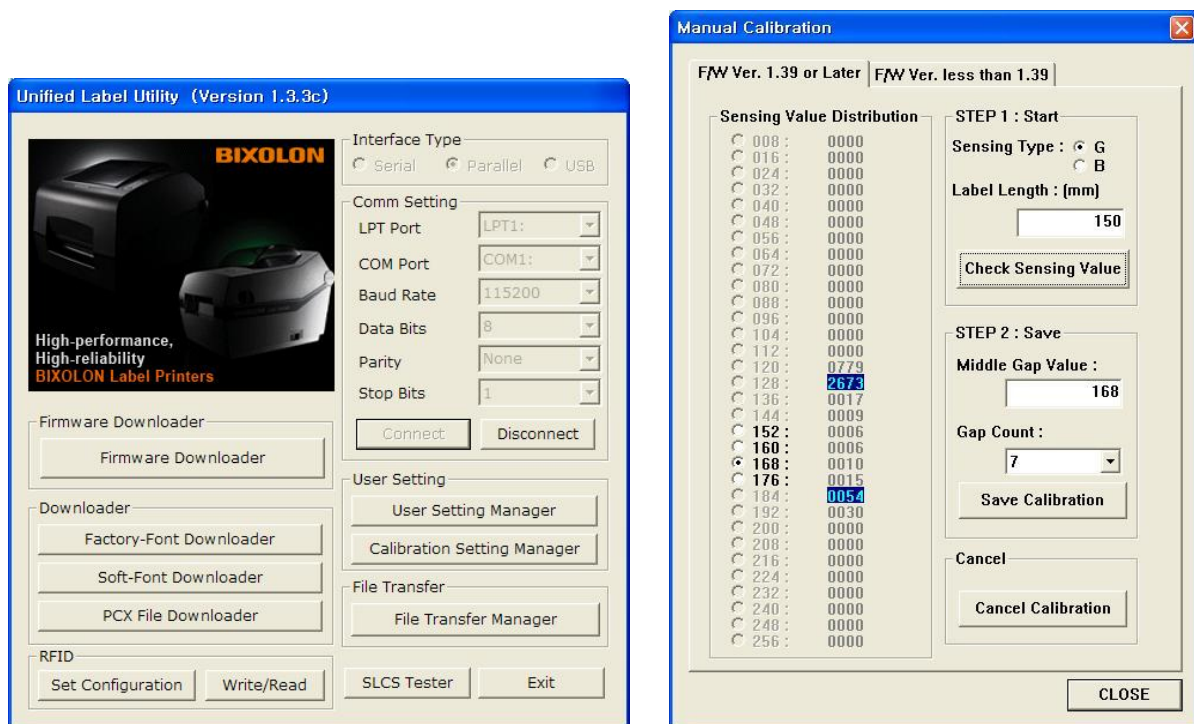 Unified Label Utility (Version 1.3.3c)
BIXOLON
High-performance,
High-reliability
BIXOLON Label Printers
Interface Type
Serial Parallel USB
Comm Setting
LPT Port LPT1:
COM Port COM1:
Baud Rate 115200
Data Bits 8
Parity None
Stop Bits 1
Connect Disconnect
Firmware Downloader
Firmware Downloader
Downloader
Factory-Font Downloader
Soft-Font Downloader
PCX File Downloader
RFID
Set Configuration Write/Read
User Setting
User Setting Manager
Calibration Setting Manager
File Transfer
File Transfer Manager
SLCS Tester Exit
Manual Calibration
F/W Ver. 1.39 or Later F/W Ver. less than 1.39
Sensing Value Distribution
008 : 0000
016 : 0000
024 : 0000
032 : 0000
040 : 0000
048 : 0000
056 : 0000
064 : 0000
072 : 0000
080 : 0000
088 : 0000
096 : 0000
104 : 0000
112 : 0000
120 : 0779
128 : 2673
136 : 0017
144 : 0009
152 : 0006
160 : 0006
168 : 0010
176 : 0015
184 : 0054
192 : 0030
200 : 0000
208 : 0000
216 : 0000
224 : 0000
232 : 0000
240 : 0000
248 : 0000
256 : 0000
STEP 1 : Start
Sensing Type : G
B
Label Length : (mm)
150
Check Sensing Value
STEP 2 : Save
Middle Gap Value :
168
Gap Count :
7
Save Calibration
Cancel
Cancel Calibration
CLOSE